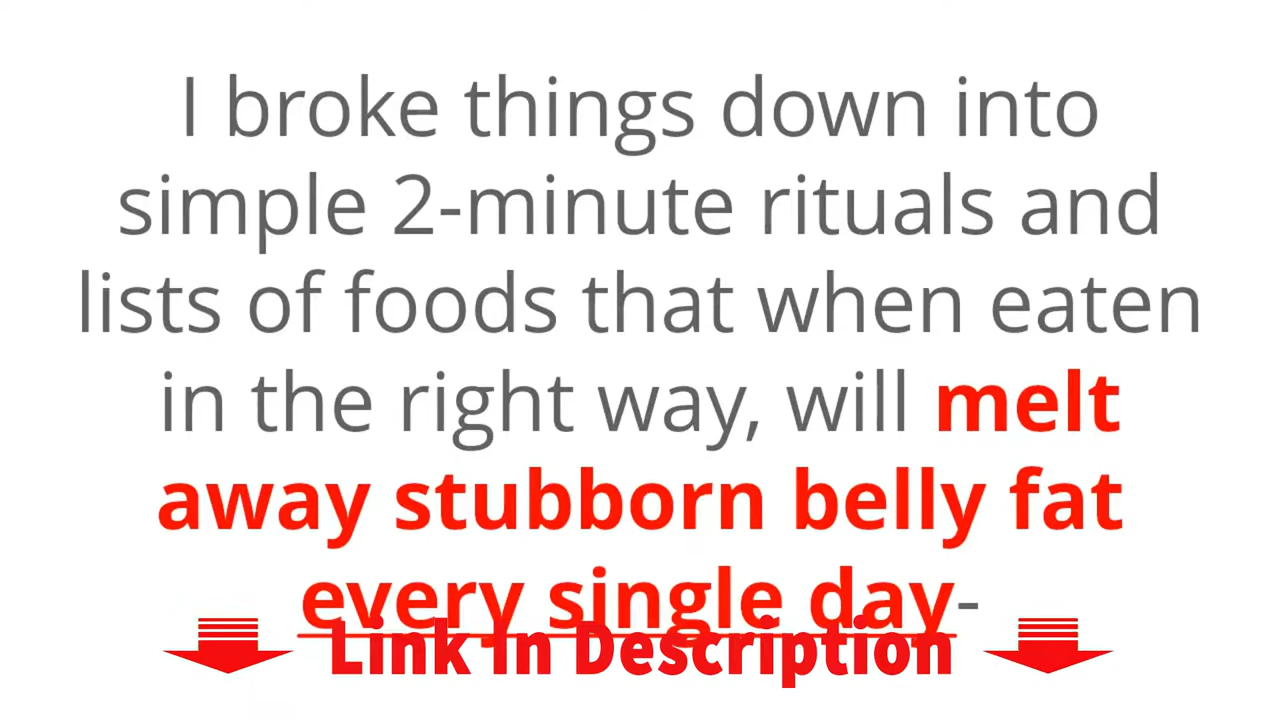 I broke things down into
simple 2-minute rituals and
lists of foods that when eaten
in the right way, will melt
away stubborn belly fat
every single day-
Link In Description